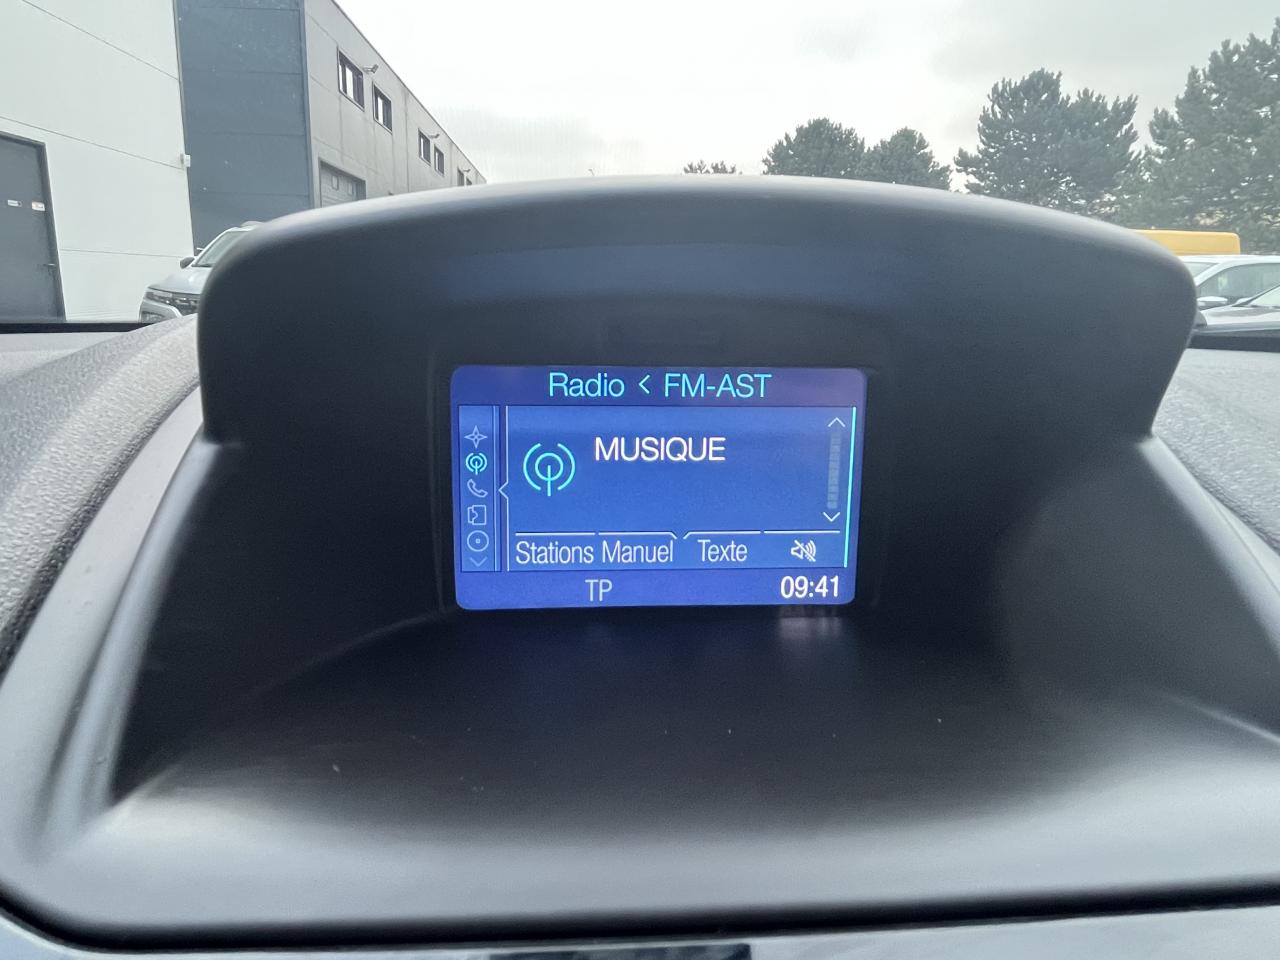 Radio < FM-AST
MUSIQUE
Stations Manuel Texte
TP 09:41